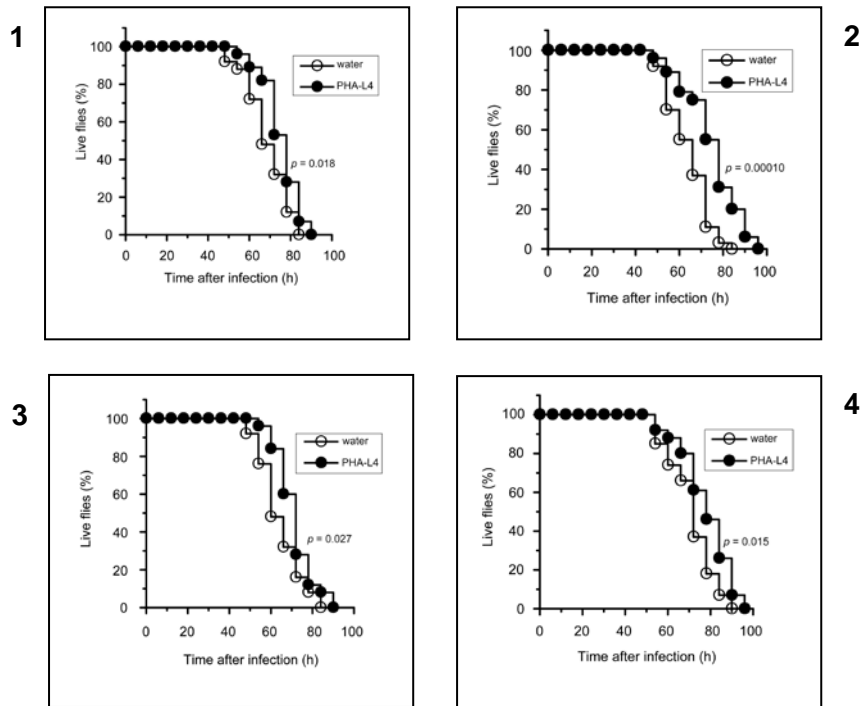 1
100
80
60
40
20
0
Live flies (%)
water
PHA-L4
p = 0.018
0 20 40 60 80 100
Time after infection (h)
2
100
80
60
40
20
0
Live flies (%)
water
PHA-L4
p = 0.00010
0 20 40 60 80 100
Time after infection (h)
3
100
80
60
40
20
0
Live flies (%)
water
PHA-L4
p = 0.027
0 20 40 60 80 100
Time after infection (h)
4
100
80
60
40
20
0
Live flies (%)
water
PHA-L4
p = 0.015
0 20 40 60 80 100
Time after infection (h)